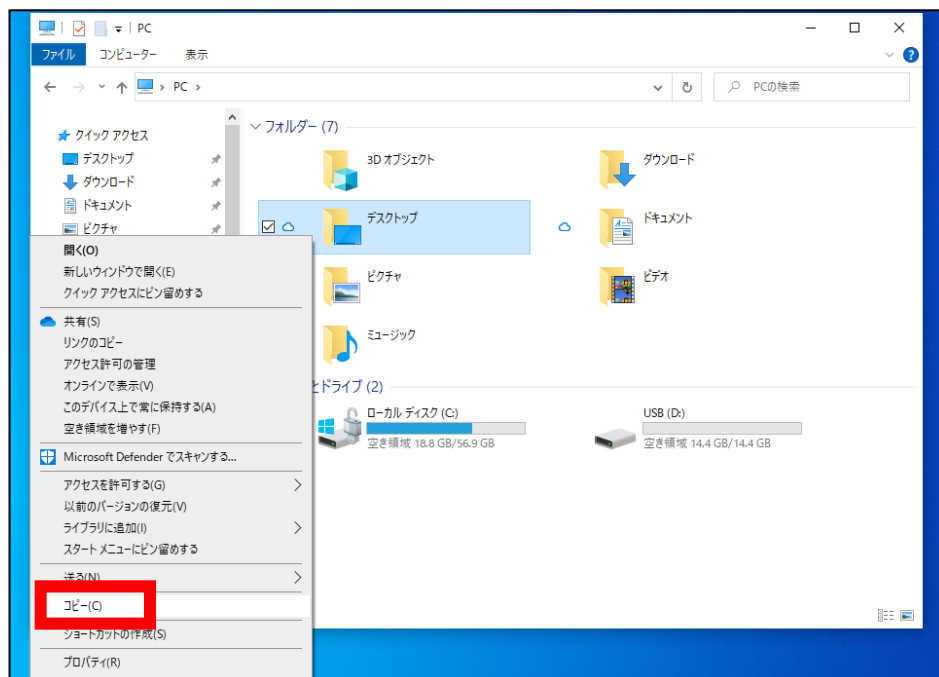 PC
ファイル コンピューター 表示
PC PCの検索
クイック アクセス
デスクトップ
ダウンロード
ドキュメント
ピクチャ
フォルダー (7)
3D オブジェクト
ダウンロード
デスクトップ
ドキュメント
ピクチャ
ビデオ
ミュージック
とドライブ (2)
ローカル ディスク (C:)
空き領域 18.8 GB/56.9 GB
USB (D:)
空き領域 14.4 GB/14.4 GB
開く(O)
新しいウィンドウで開く(E)
クイック アクセスにピン留めする
共有(S)
リンクのコピー
アクセス許可の管理
オンラインで表示(V)
このデバイス上で常に保持する(A)
空き領域を増やす(F)
Microsoft Defender でスキャンする...
アクセスを許可する(G)
以前のバージョンの復元(V)
ライブラリに追加(I)
スタート メニューにピン留めする
送る(N)
コピー(C)
ショートカットの作成(S)
プロパティ(R)